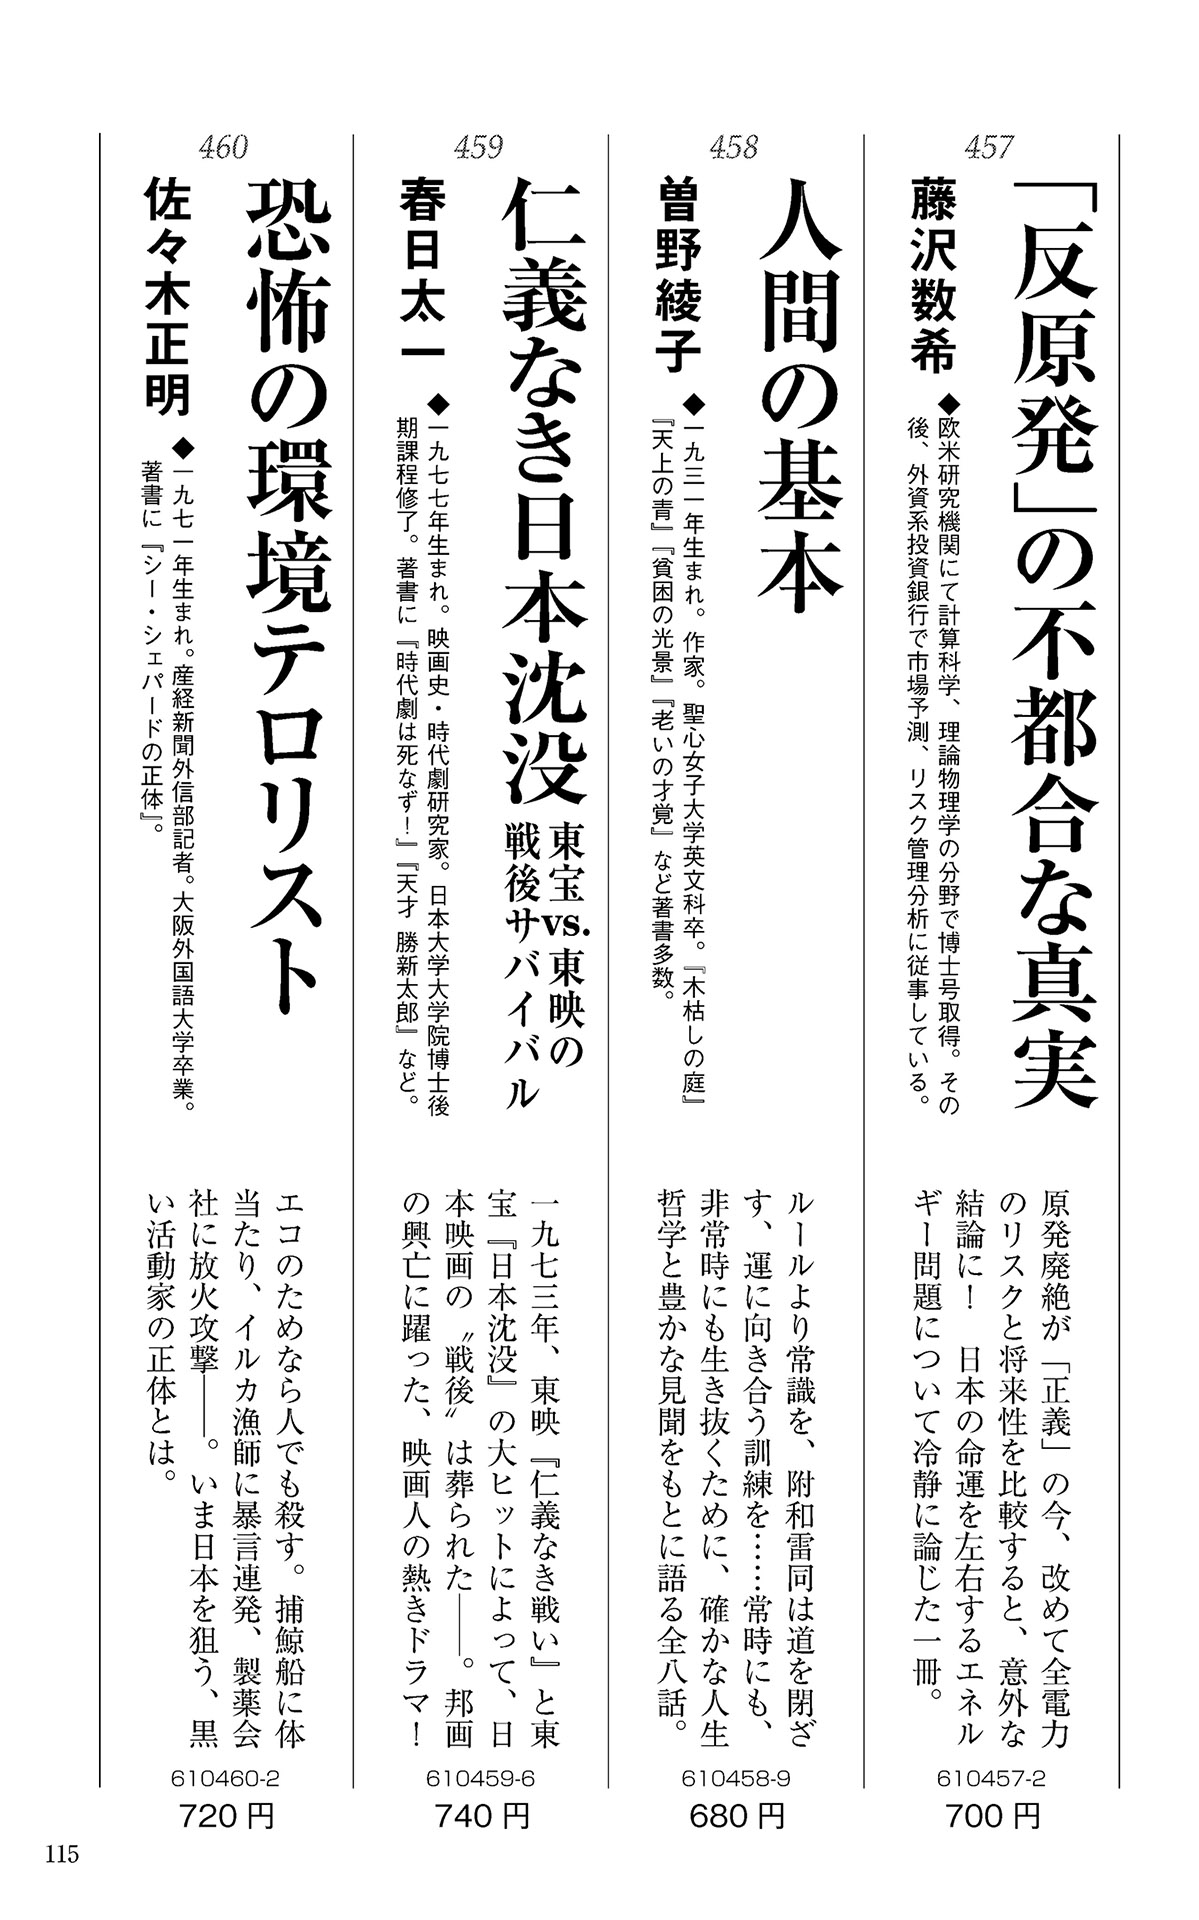 457
「反原発」の不都合な真実
藤沢数希
◆欧米研究機関にて計算科学、理論物理学の分野で博士号取得。その
後、外資系投資銀行で市場予測、リスク管理分析に従事している。
原発廃絶が「正義」の今、改めて全電力
のリスクと将来性を比較すると、意外な
結論に！　日本の命運を左右するエネル
ギー問題について冷静に論じた一冊。
610457-2
700円
458
人間の基本
曽野綾子
◆一九三一年生まれ。作家。聖心女子大学英文科卒。『木枯しの庭』
『天上の青』『貧困の光景』『老いの才覚』など著書多数。
ルールより常識を、附和雷同は道を閉ざ
す、運に向き合う訓練を……常時にも、
非常時にも生き抜くために、確かな人生
哲学と豊かな見聞をもとに語る全八話。
610458-9
680円
459
仁義なき日本沈没
東宝vs.東映の
戦後サバイバル
春日太一
◆一九七七年生まれ。映画史・時代劇研究家。日本大学大学院博士後
期課程修了。著書に『時代劇は死なず！』『天才 勝新太郎』など。
一九七三年、東映『仁義なき戦い』と東
宝『日本沈没』の大ヒットによって、日
本映画の〝戦後〟は葬られた――。邦画
の興亡に躍った、映画人の熱きドラマ！
610459-6
740円
460
恐怖の環境テロリスト
佐々木正明
◆一九七一年生まれ。産経新聞外信部記者。大阪外国語大学卒業。
著書に『シー・シェパードの正体』。
エコのためなら人でも殺す。捕鯨船に体
当たり、イルカ漁師に暴言連発、製薬会
社に放火攻撃――。いま日本を狙う、黒
い活動家の正体とは。
610460-2
720円
115